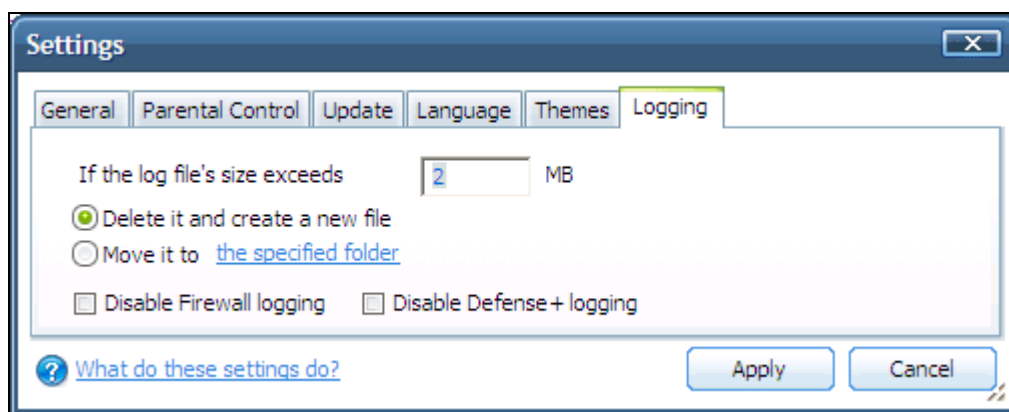 Settings
General Parental Control Update Language Themes Logging
If the log file's size exceeds 2 MB
Delete it and create a new file
Move it to the specified folder
Disable Firewall logging Disable Defense+ logging
? What do these settings do? Apply Cancel